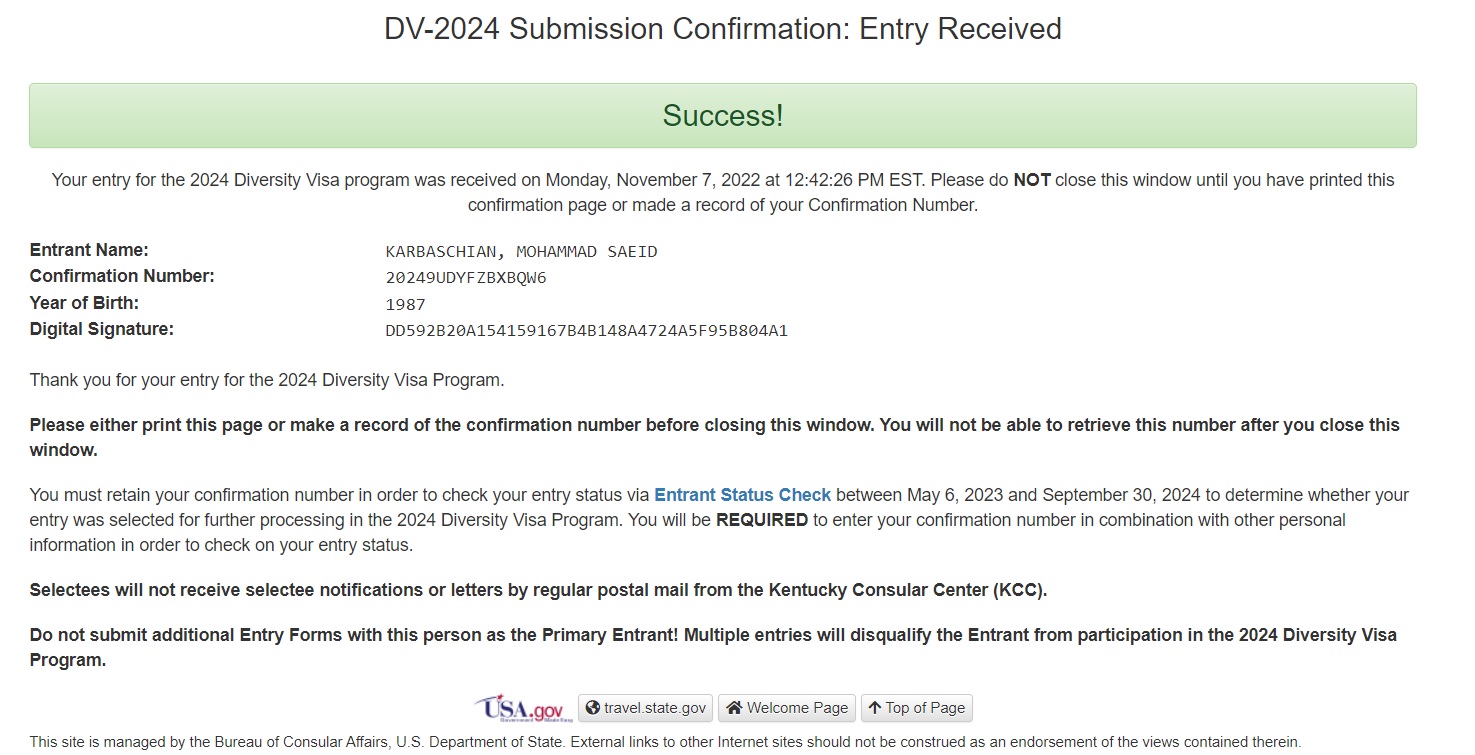 DV-2024 Submission Confirmation: Entry Received
Success!
Your entry for the 2024 Diversity Visa program was received on Monday, November 7, 2022 at 12:42:26 PM EST. Please do NOT close this window until you have printed this
confirmation page or made a record of your Confirmation Number.
Entrant Name: KARBASCHIAN, MOHAMMAD SAEID
Confirmation Number: 20249UDYFZBXBQW6
Year of Birth: 1987
Digital Signature: DD592B20A154159167B4B148A4724A5F95B804A1
Thank you for your entry for the 2024 Diversity Visa Program.
Please either print this page or make a record of the confirmation number before closing this window. You will not be able to retrieve this number after you close this
window.
You must retain your confirmation number in order to check your entry status via Entrant Status Check between May 6, 2023 and September 30, 2024 to determine whether your
entry was selected for further processing in the 2024 Diversity Visa Program. You will be REQUIRED to enter your confirmation number in combination with other personal
information in order to check on your entry status.
Selectees will not receive selectee notifications or letters by regular postal mail from the Kentucky Consular Center (KCC).
Do not submit additional Entry Forms with this person as the Primary Entrant! Multiple entries will disqualify the Entrant from participation in the 2024 Diversity Visa
Program.
USA.gov travel.state.gov Welcome Page Top of Page
This site is managed by the Bureau of Consular Affairs, U.S. Department of State. External links to other Internet sites should not be construed as an endorsement of the views contained therein.